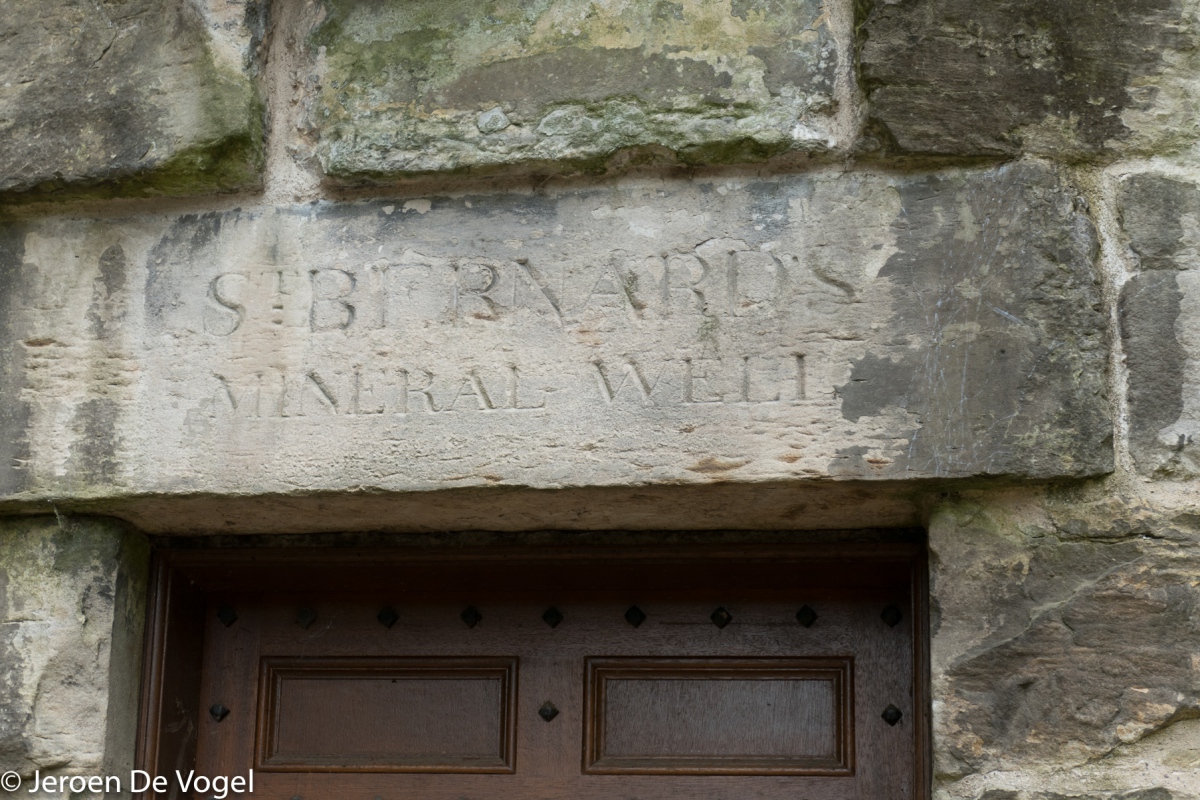 ST BERNARD'S
MINERAL WELL
© Jeroen De Vogel